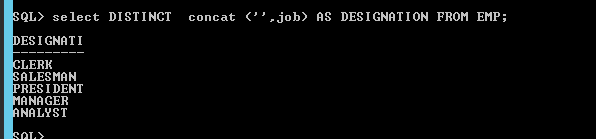 SQL> select DISTINCT  concat ('',job) AS DESIGNATION FROM EMP;
DESIGNATI
---------
CLERK
SALESMAN
PRESIDENT
MANAGER
ANALYST
SQL>